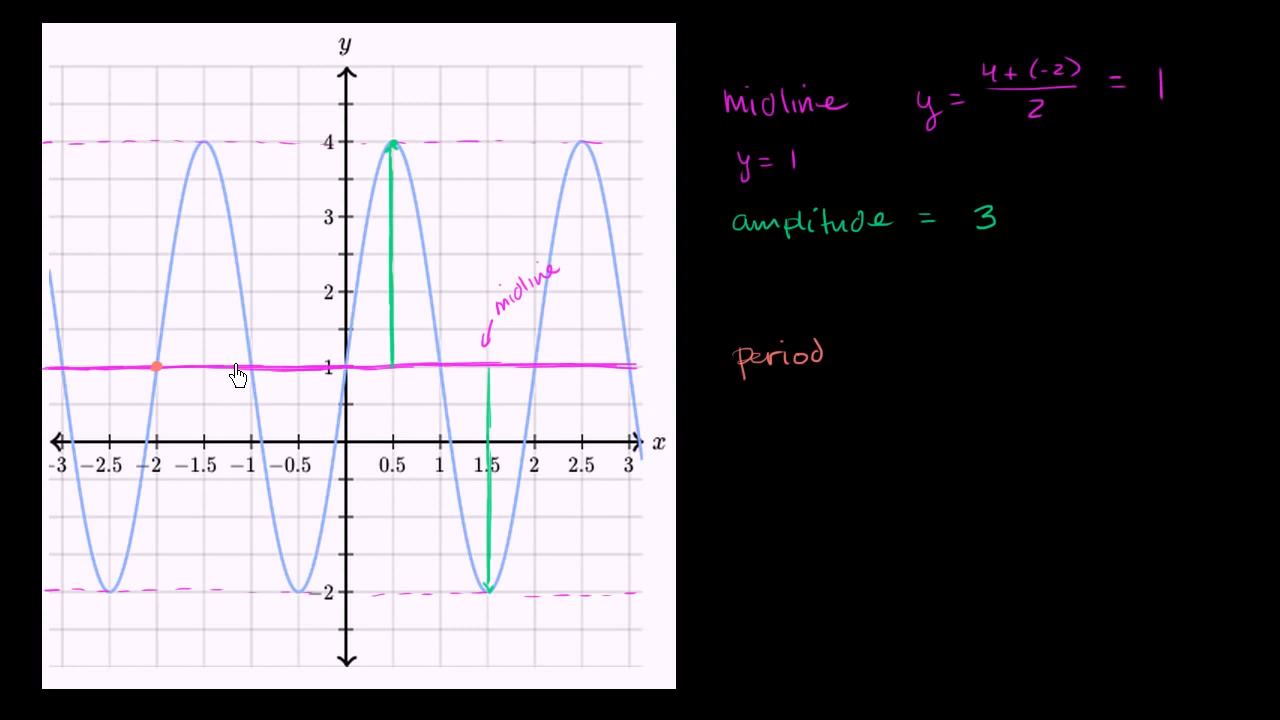 y
4
3
2
1
-2
-3 -2.5 -2 -1.5 -1 -0.5 0.5 1 1.5 2 2.5 3 x
midline
midline y = 4 + (-2) / 2 = 1
y = 1
amplitude = 3
period